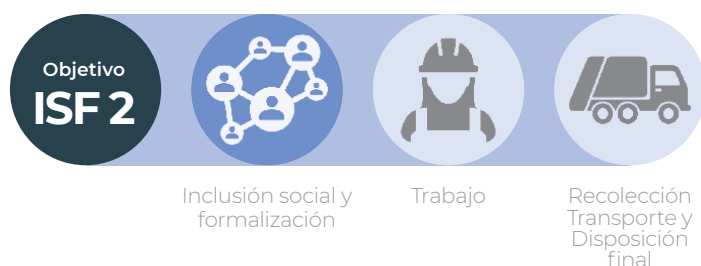 Objetivo
ISF 2
Inclusión social y
formalización
Trabajo
Recolección
Transporte y
Disposición
final